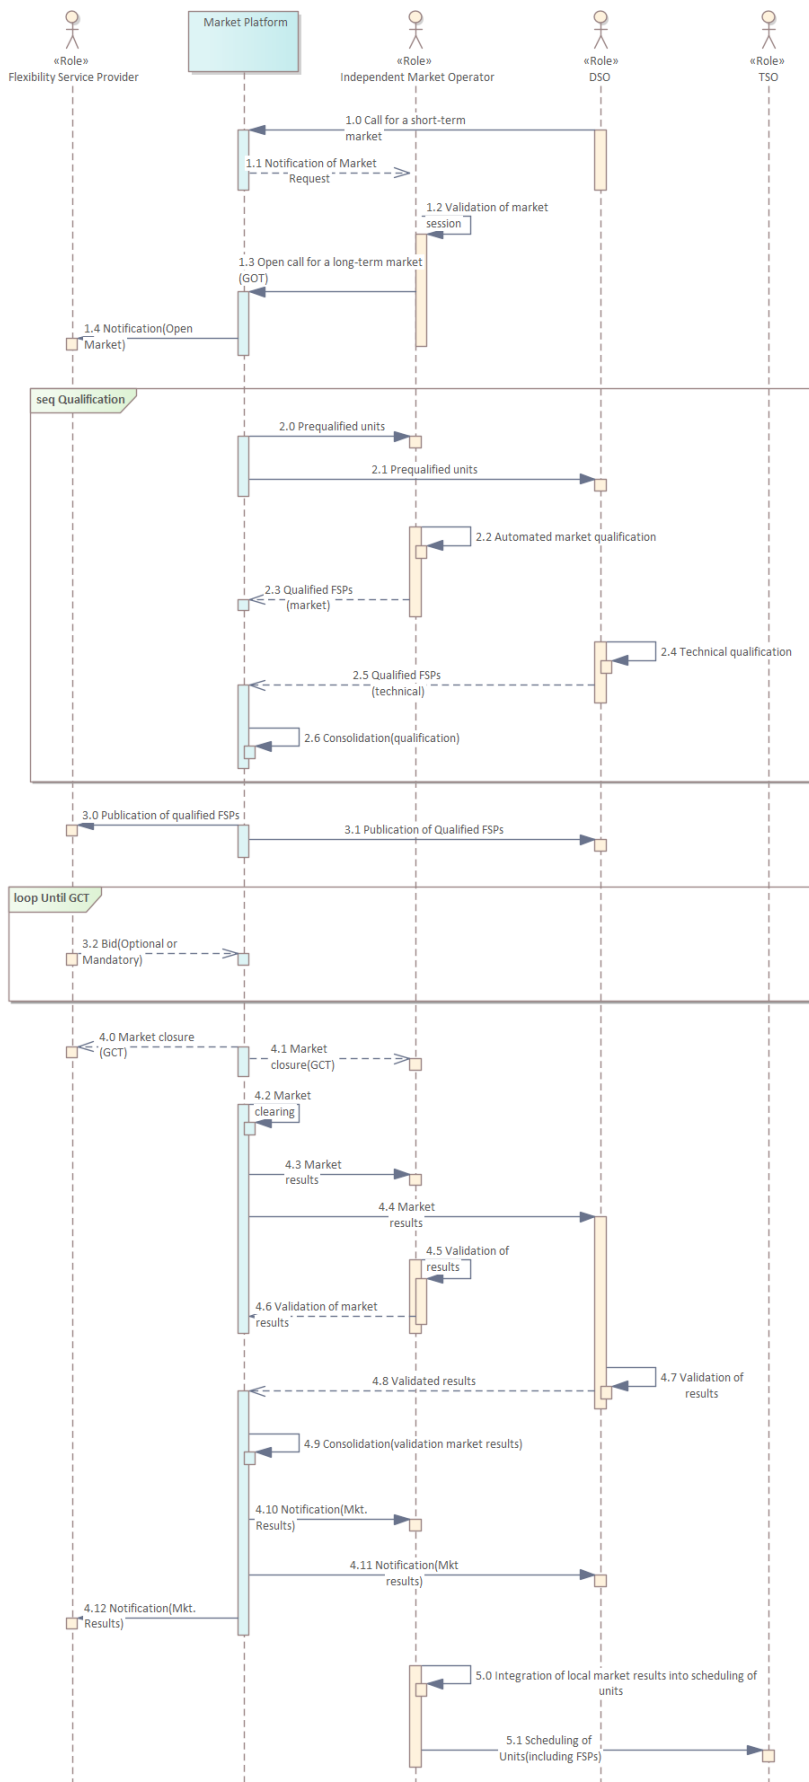 Market Platform
«Role»
Flexibility Service Provider
«Role»
Independent Market Operator
«Role»
DSO
«Role»
TSO
1.0 Call for a short-term
market
1.1 Notification of Market
Request
1.2 Validation of market
session
1.3 Open call for a long-term market
(GOT)
1.4 Notification(Open
Market)
seq Qualification
2.0 Prequalified units
2.1 Prequalified units
2.2 Automated market qualification
2.3 Qualified FSPs
(market)
2.4 Technical qualification
2.5 Qualified FSPs
(technical)
2.6 Consolidation(qualification)
3.0 Publication of qualified FSPs
3.1 Publication of Qualified FSPs
loop Until GCT
3.2 Bid(Optional or
Mandatory)
4.0 Market closure
(GCT)
4.1 Market
closure(GCT)
4.2 Market
clearing
4.3 Market
results
4.4 Market
results
4.5 Validation of
results
4.6 Validation of market
results
4.7 Validation of
results
4.8 Validated results
4.9 Consolidation(validation market results)
4.10 Notification(Mkt.
Results)
4.11 Notification(Mkt
results)
4.12 Notification(Mkt.
Results)
5.0 Integration of local market results into scheduling of
units
5.1 Scheduling of
Units(including FSPs)